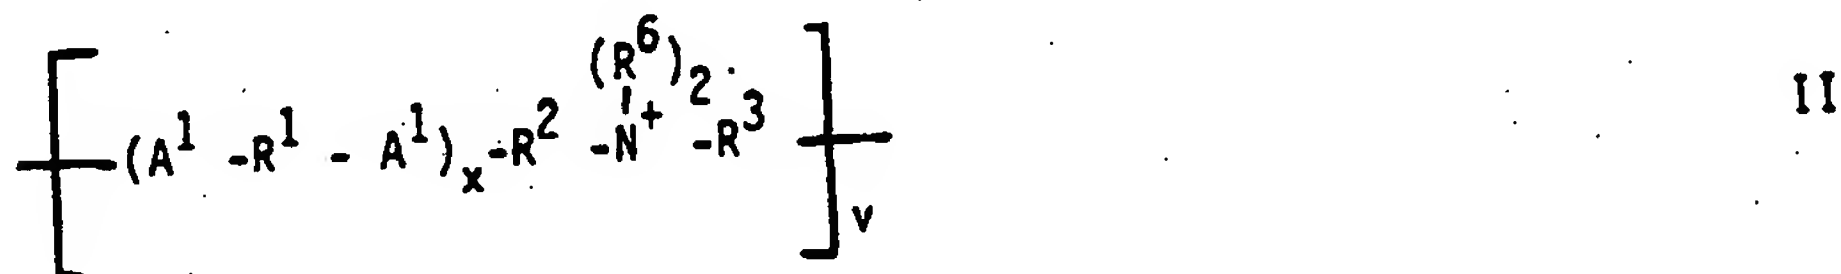 (R⁶)₂
(A¹ -R¹ - A¹)ₓ-R² -N⁺ -R³ II
v